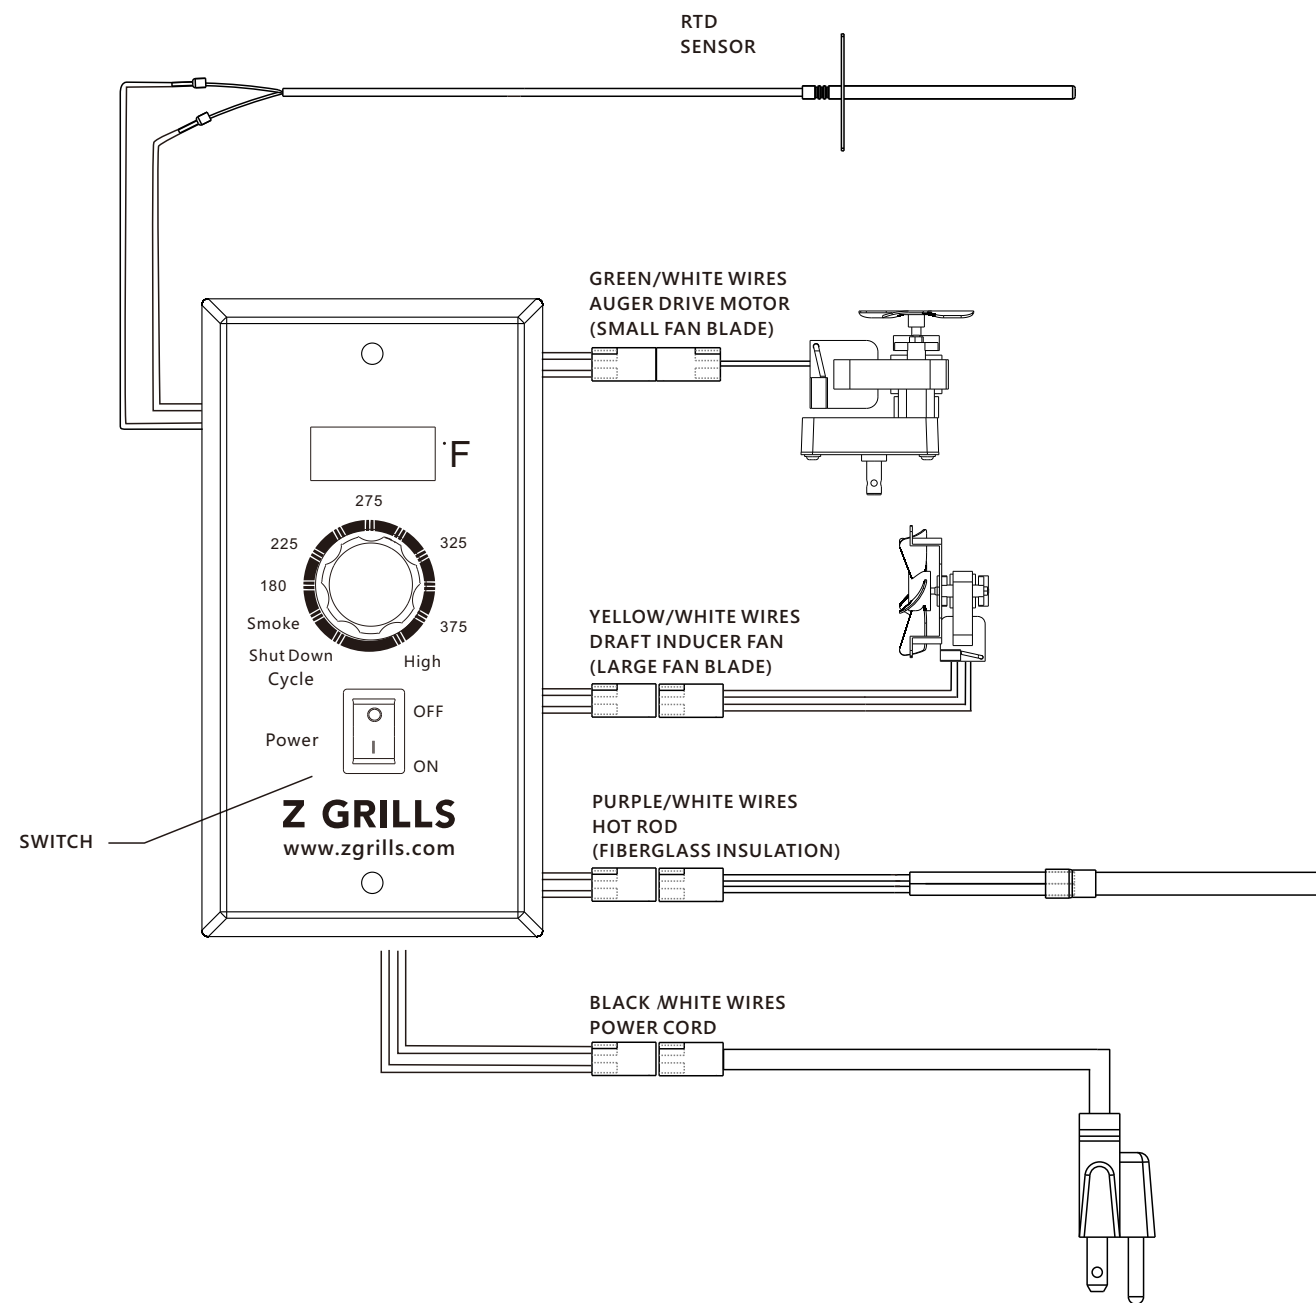 RTD
SENSOR
GREEN/WHITE WIRES
AUGER DRIVE MOTOR
(SMALL FAN BLADE)
°F
275
225
325
180
Smoke
375
Shut Down
Cycle
High
YELLOW/WHITE WIRES
DRAFT INDUCER FAN
(LARGE FAN BLADE)
OFF
Power
ON
Z GRILLS
www.zgrills.com
SWITCH
PURPLE/WHITE WIRES
HOT ROD
(FIBERGLASS INSULATION)
BLACK /WHITE WIRES
POWER CORD